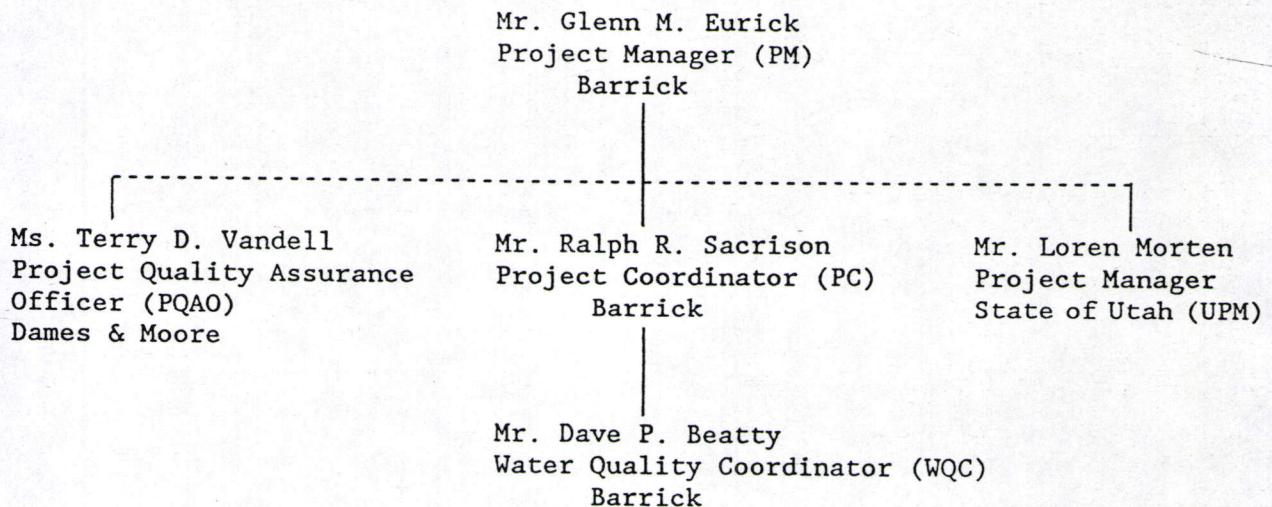 Mr. Glenn M. Eurick
Project Manager (PM)
Barrick
Ms. Terry D. Vandell
Project Quality Assurance
Officer (PQAO)
Dames & Moore
Mr. Ralph R. Sacrison
Project Coordinator (PC)
Barrick
Mr. Loren Morten
Project Manager
State of Utah (UPM)
Mr. Dave P. Beatty
Water Quality Coordinator (WQC)
Barrick